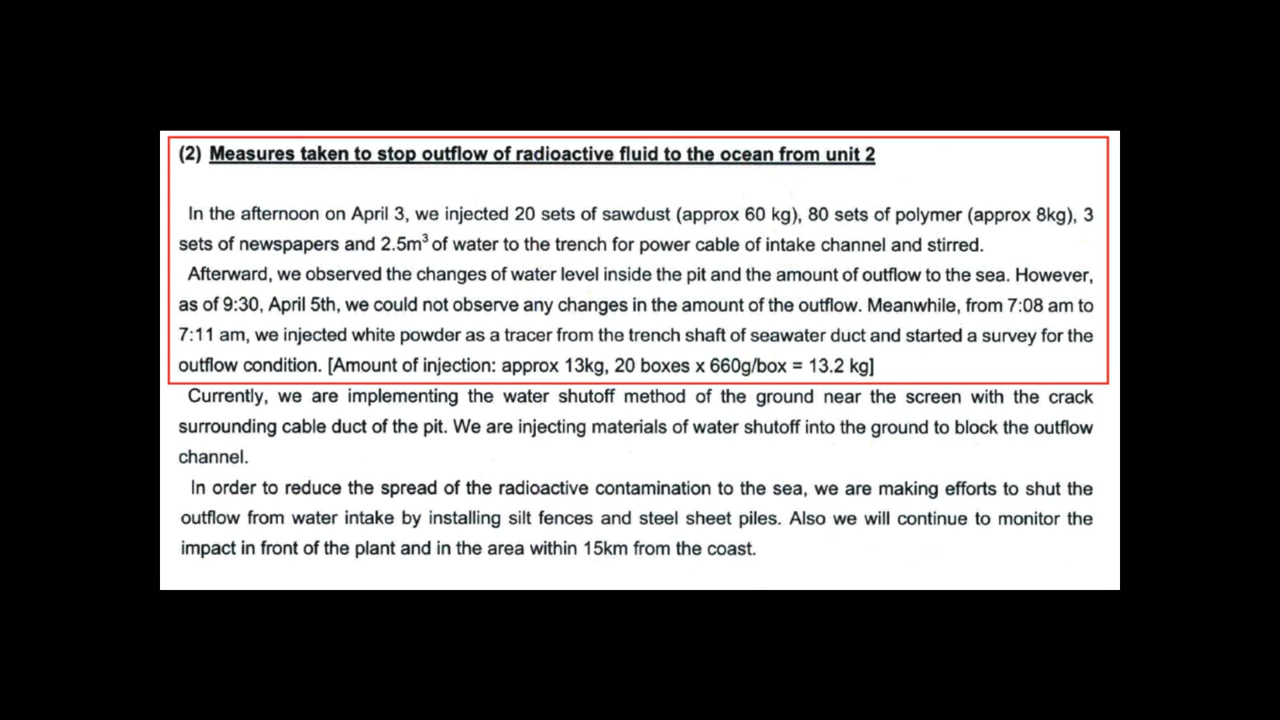 (2) Measures taken to stop outflow of radioactive fluid to the ocean from unit 2
In the afternoon on April 3, we injected 20 sets of sawdust (approx 60 kg), 80 sets of polymer (approx 8kg), 3
sets of newspapers and 2.5m³ of water to the trench for power cable of intake channel and stirred.
Afterward, we observed the changes of water level inside the pit and the amount of outflow to the sea. However,
as of 9:30, April 5th, we could not observe any changes in the amount of the outflow. Meanwhile, from 7:08 am to
7:11 am, we injected white powder as a tracer from the trench shaft of seawater duct and started a survey for the
outflow condition. [Amount of injection: approx 13kg, 20 boxes x 660g/box = 13.2 kg]
Currently, we are implementing the water shutoff method of the ground near the screen with the crack
surrounding cable duct of the pit. We are injecting materials of water shutoff into the ground to block the outflow
channel.
In order to reduce the spread of the radioactive contamination to the sea, we are making efforts to shut the
outflow from water intake by installing silt fences and steel sheet piles. Also we will continue to monitor the
impact in front of the plant and in the area within 15km from the coast.